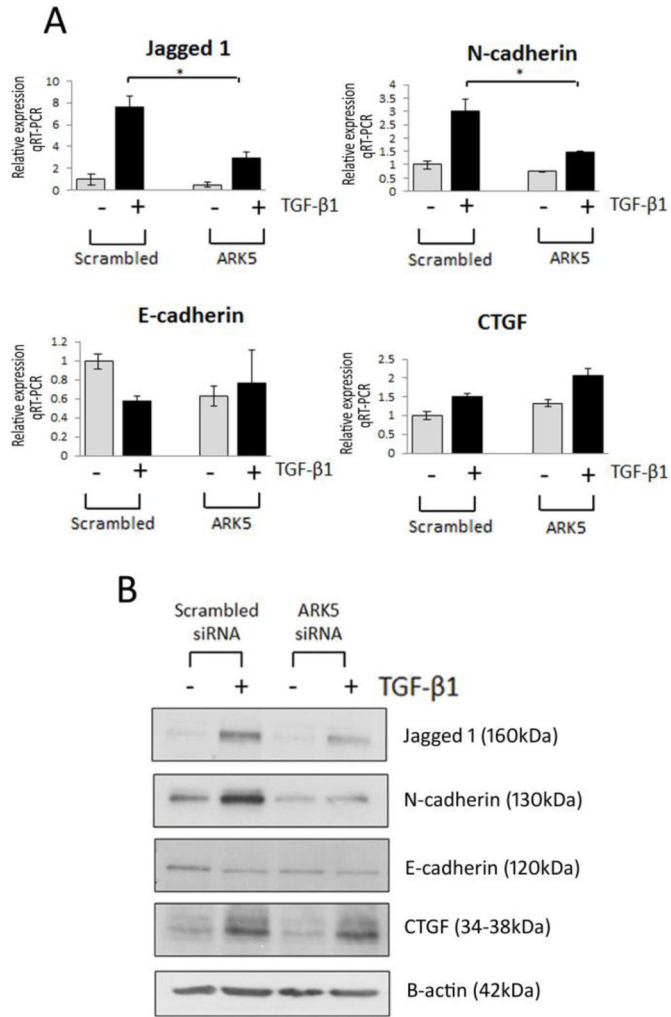 A
Jagged 1
Relative expression
qRT-PCR
10
8
6
4
2
0
- + - + TGF-β1
Scrambled ARK5
*
N-cadherin
Relative expression
qRT-PCR
4
3.5
3
2.5
2
1.5
1
0.5
0
- + - + TGF-β1
Scrambled ARK5
*
E-cadherin
Relative expression
qRT-PCR
1.2
1
0.8
0.6
0.4
0.2
0
- + - + TGF-β1
Scrambled ARK5
CTGF
Relative expression
qRT-PCR
2.5
2
1.5
1
0.5
0
- + - + TGF-β1
Scrambled ARK5
B
Scrambled ARK5
siRNA siRNA
- + - + TGF-β1
Jagged 1 (160kDa)
N-cadherin (130kDa)
E-cadherin (120kDa)
CTGF (34-38kDa)
B-actin (42kDa)